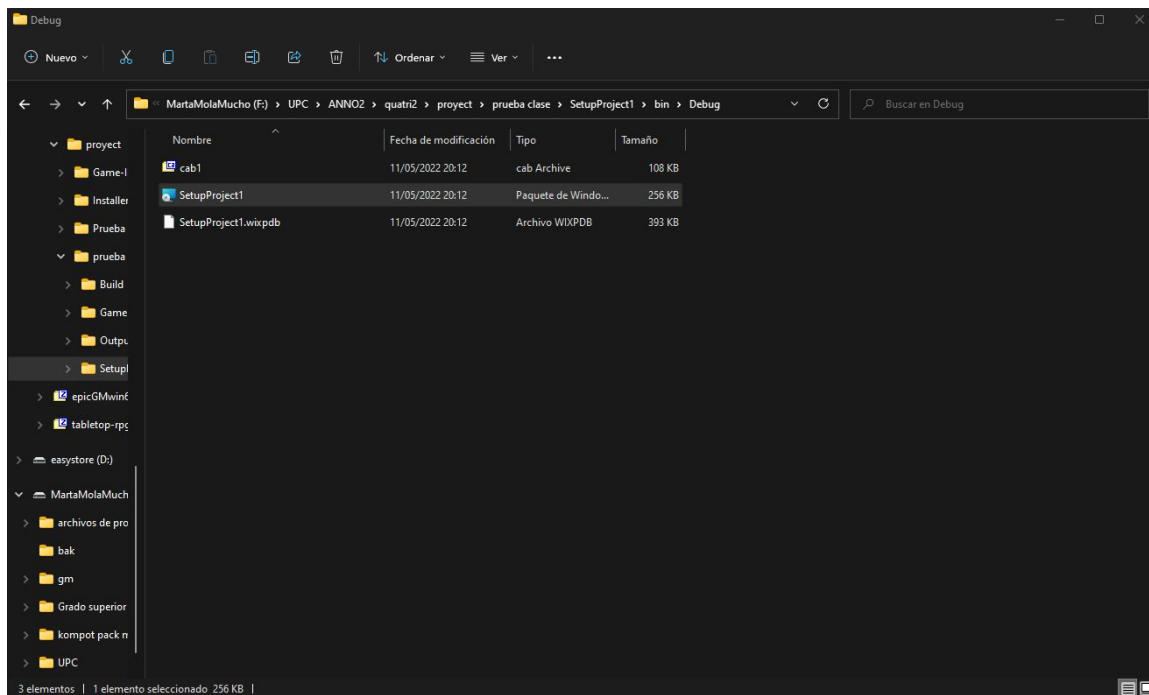 Debug
Nuevo
Ordenar
Ver
MartaMolaMucho (F:) › UPC › ANNO2 › quatri2 › proyect › prueba clase › SetupProject1 › bin › Debug
Buscar en Debug
Nombre Fecha de modificación Tipo Tamaño
cab1 11/05/2022 20:12 cab Archive 108 KB
SetupProject1 11/05/2022 20:12 Paquete de Windo... 256 KB
SetupProject1.wixpdb 11/05/2022 20:12 Archivo WIXPDB 393 KB
proyect
Game-I
Installer
Prueba
prueba
Build
Game
Outpu
Setup
epicGMwin6
tabletop-rpg
easystore (D:)
MartaMolaMuch
archivos de pro
bak
gm
Grado superior
kompot pack m
UPC
3 elementos | 1 elemento seleccionado 256 KB |